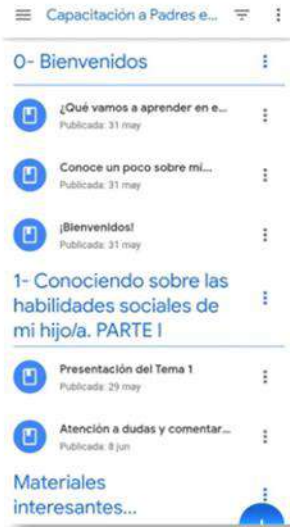 Capacitación a Padres e...
0- Bienvenidos
¿Qué vamos a aprender en e...
Publicada: 31 may
Conoce un poco sobre mí...
Publicada: 31 may
¡Bienvenidos!
Publicada: 31 may
1- Conociendo sobre las
habilidades sociales de
mi hijo/a. PARTE I
Presentación del Tema 1
Publicada: 29 may
Atención a dudas y comentar...
Publicada: 8 jun
Materiales
interesantes...